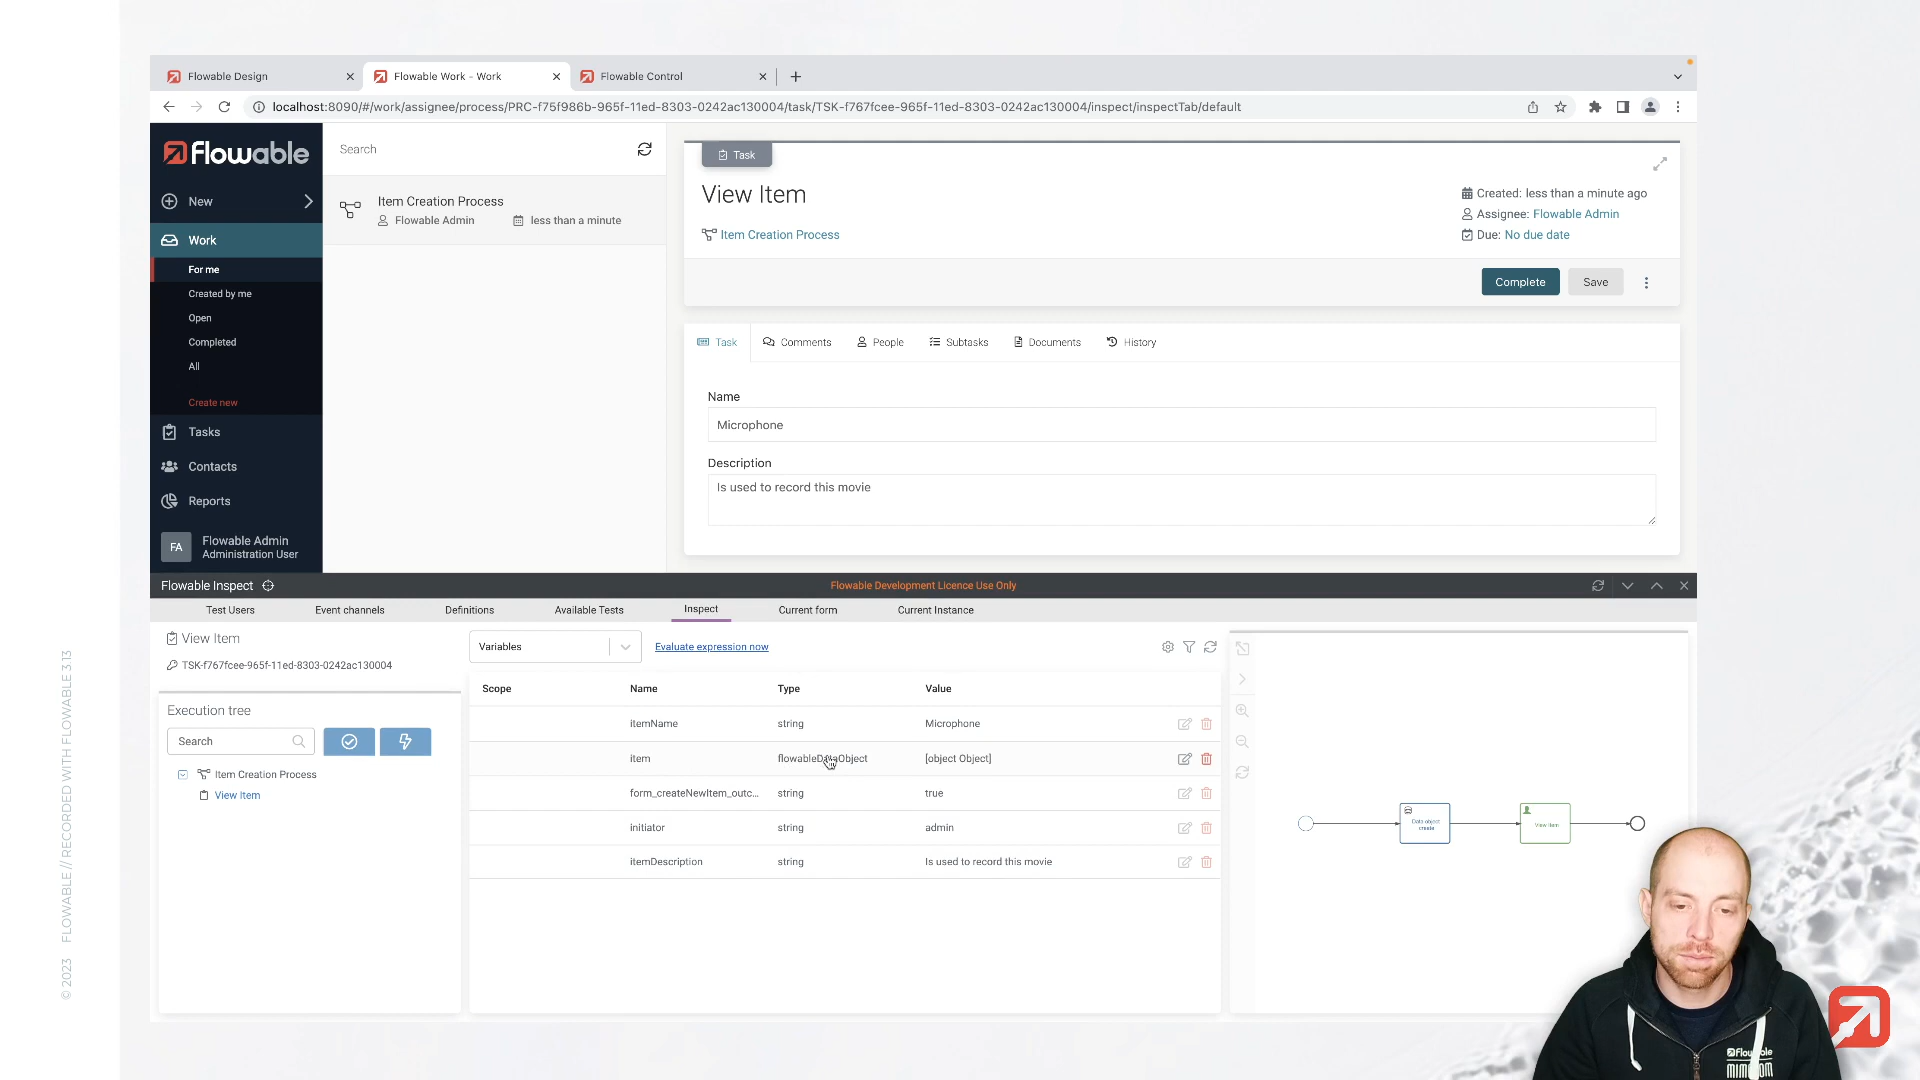 Flowable Design
Flowable Work - Work
Flowable Control
localhost:8090/#/work/assignee/process/PRC-f75f986b-965f-11ed-8303-0242ac130004/task/TSK-f767fcee-965f-11ed-8303-0242ac130004/inspect/inspectTab/default
Flowable
New
Work
For me
Created by me
Open
Completed
All
Create new
Tasks
Contacts
Reports
FA
Flowable Admin
Administration User
Search
Item Creation Process
Flowable Admin
less than a minute
Task
View Item
Item Creation Process
Created: less than a minute ago
Assignee: Flowable Admin
Due: No due date
Complete
Save
Task
Comments
People
Subtasks
Documents
History
Name
Microphone
Description
Is used to record this movie
Flowable Inspect
Flowable Development Licence Use Only
Test Users
Event channels
Definitions
Available Tests
Inspect
Current form
Current Instance
View Item
TSK-f767fcee-965f-11ed-8303-0242ac130004
Execution tree
Search
Item Creation Process
View Item
Variables
Evaluate expression now
Scope Name Type Value
itemName string Microphone
item [object Object]
form_createNewItem_outc... string true
initiator string admin
itemDescription string Is used to record this movie
Data object
create
View Item
© 2023 FLOWABLE // RECORDED WITH FLOWABLE 3.13